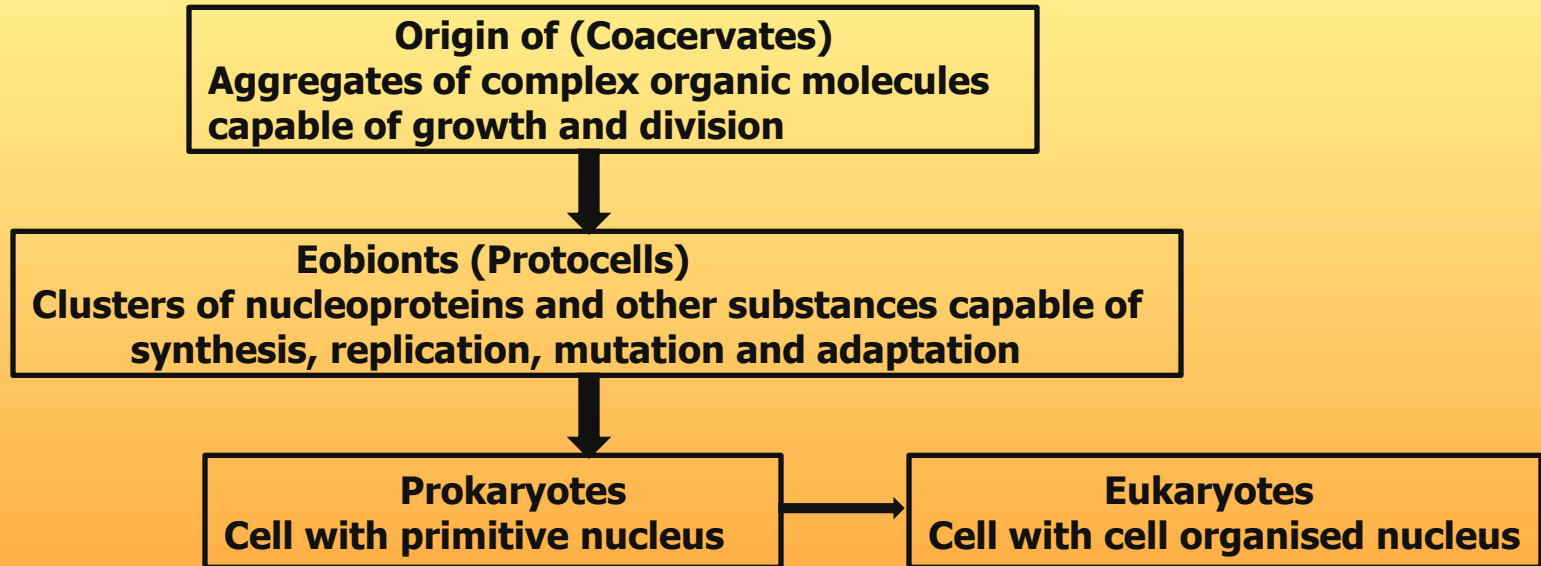 Origin of (Coacervates)
Aggregates of complex organic molecules
capable of growth and division
Eobionts (Protocells)
Clusters of nucleoproteins and other substances capable of
synthesis, replication, mutation and adaptation
Prokaryotes
Cell with primitive nucleus
Eukaryotes
Cell with cell organised nucleus